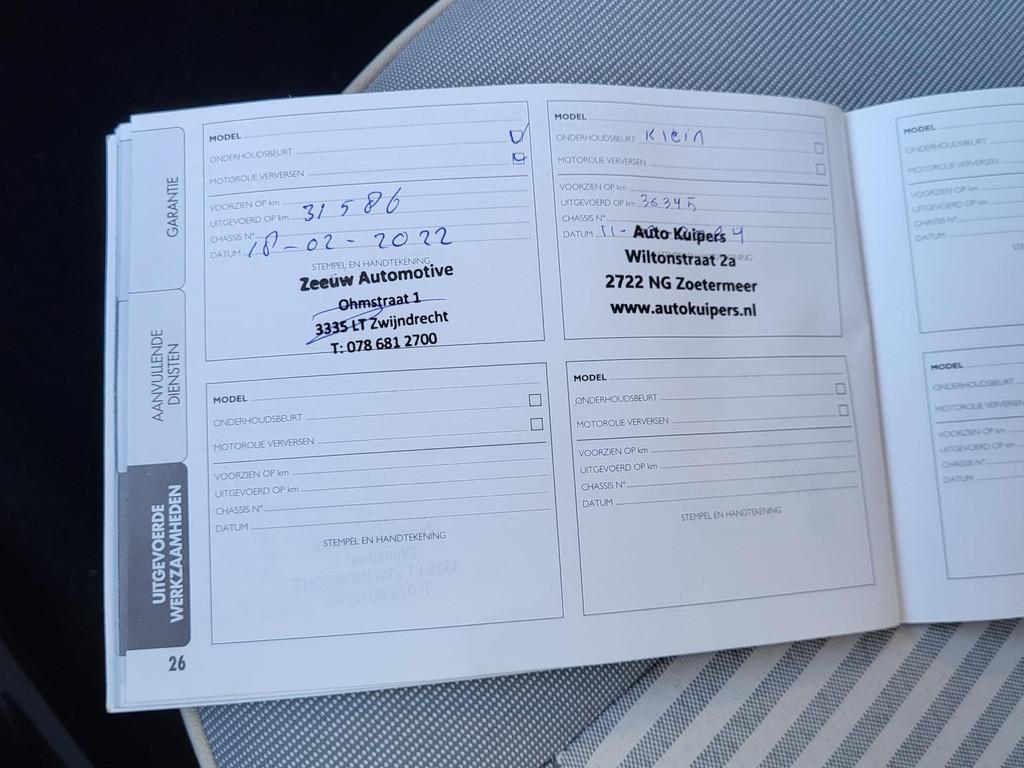 GARANTIE
AANVULLENDE
DIENSTEN
UITGEVOERDE
WERKZAAMHEDEN
26
MODEL
ONDERHOUDSBEURT
MOTOROLIE VERVERSEN
VOORZIEN OP km
UITGEVOERD OP km 31586
CHASSIS N°
DATUM 18-02-2022
STEMPEL EN HANDTEKENING
Zeeuw Automotive
Ohmstraat 1
3335 LT Zwijndrecht
T: 078 681 2700
MODEL
ONDERHOUDSBEURT Klein
MOTOROLIE VERVERSEN
VOORZIEN OP km
UITGEVOERD OP km 36345
CHASSIS N°
DATUM 11-
Auto Kuipers
Wiltonstraat 2a
2722 NG Zoetermeer
www.autokuipers.nl
MODEL
ONDERHOUDSBEURT
MOTOROLIE VERVERSEN
VOORZIEN OP km
UITGEVOERD OP km
CHASSIS N°
DATUM
STEMPEL EN HANDTEKENING
MODEL
ONDERHOUDSBEURT
MOTOROLIE VERVERSEN
VOORZIEN OP km
UITGEVOERD OP km
CHASSIS N°
DATUM
STEMPEL EN HANDTEKENING
MODEL
ONDERHOUDSBEURT
MOTOROLIE VERVERSEN
VOORZIEN OP km
UITGEVOERD OP km
CHASSIS N°
DATUM
MODEL
ONDERHOUDSBEURT
MOTOROLIE VERVERSEN
VOORZIEN OP km
UITGEVOERD OP km
CHASSIS N°
DATUM